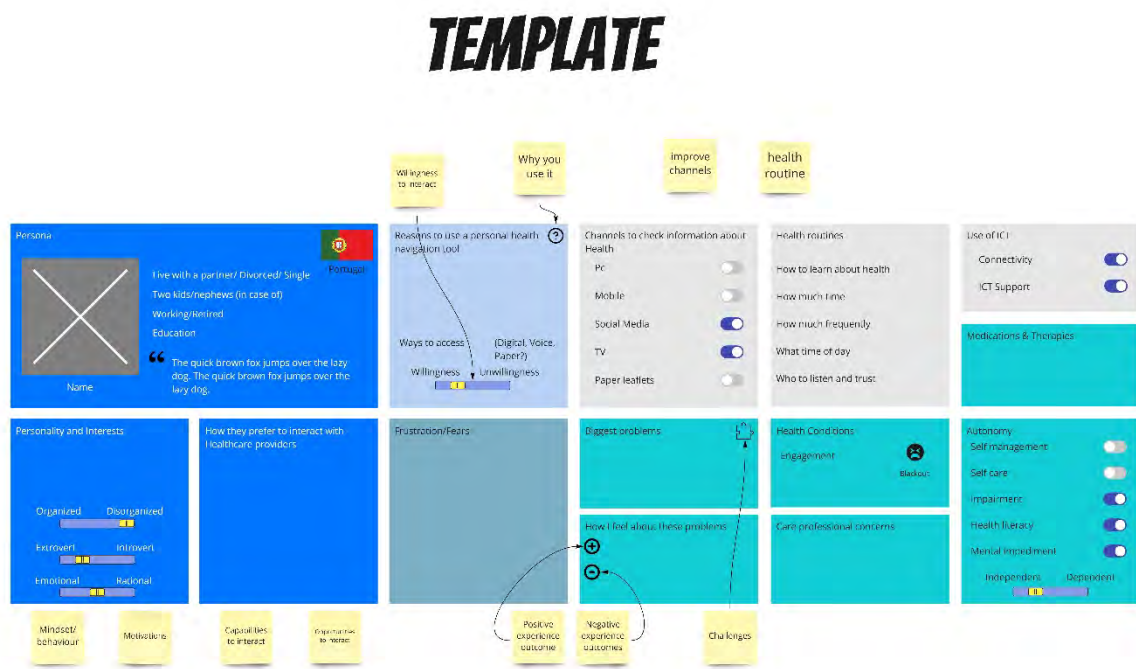 TEMPLATE
Willingness
to interact
Why you
use it
improve
channels
health
routine
Persona
Portugal
Live with a partner/ Divorced/ Single
Two kids/nephews (in case of)
Working/Retired
Education
“ The quick brown fox jumps over the lazy
dog. The quick brown fox jumps over the
lazy dog.
Name
Reasons to use a personal health
navigation tool
?
Ways to access
(Digital, Voice,
Paper?)
Willingness
Unwillingness
Channels to check information about
Health
Pc
Mobile
Social Media
TV
Paper leaflets
Health routines
How to learn about health
How much time
How much frequently
What time of day
Who to listen and trust
Use of ICT
Connectivity
ICT Support
Medications & Therapies
Personality and Interests
Organized
Disorganized
Extrovert
Introvert
Emotional
Rational
How they prefer to interact with
Healthcare providers
Frustration/Fears
Biggest problems
How I feel about these problems
Health Conditions
Engagement
Blackout
Care professional concerns
Autonomy
Self management
Self care
Impairment
Health literacy
Mental Impediment
Independent
Dependent
Mindset/
behaviour
Motivations
Capabilities
to interact
Opportunities
to interact
Positive
experience
outcome
Negative
experience
outcomes
Challenges